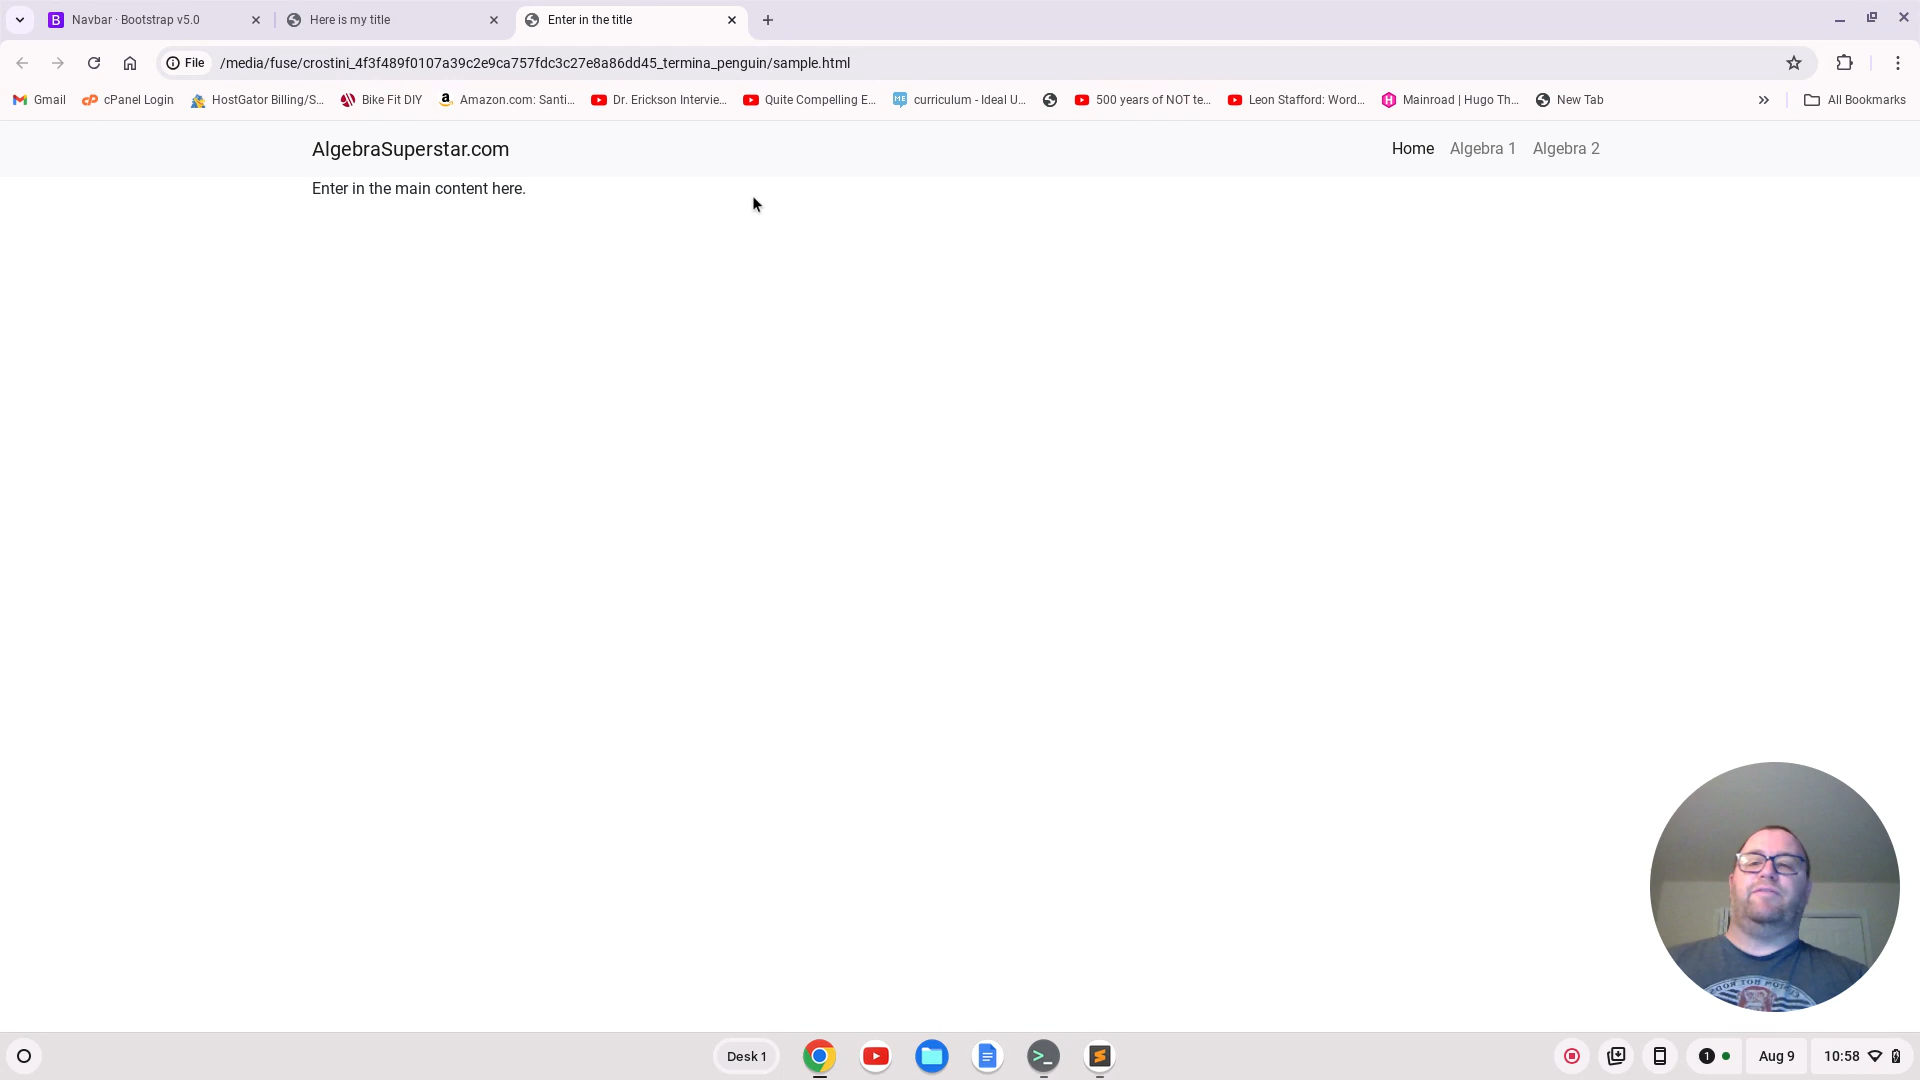 Navbar · Bootstrap v5.0
Here is my title
Enter in the title
File
/media/fuse/crostini_4f3f489f0107a39c2e9ca757fdc3c27e8a86dd45_termina_penguin/sample.html
Gmail
cPanel Login
HostGator Billing/S...
Bike Fit DIY
Amazon.com: Santi...
Dr. Erickson Intervie...
Quite Compelling E...
curriculum - Ideal U...
500 years of NOT te...
Leon Stafford: Word...
Mainroad | Hugo Th...
New Tab
All Bookmarks
AlgebraSuperstar.com
Home
Algebra 1
Algebra 2
Enter in the main content here.
Desk 1
1
Aug 9
10:58